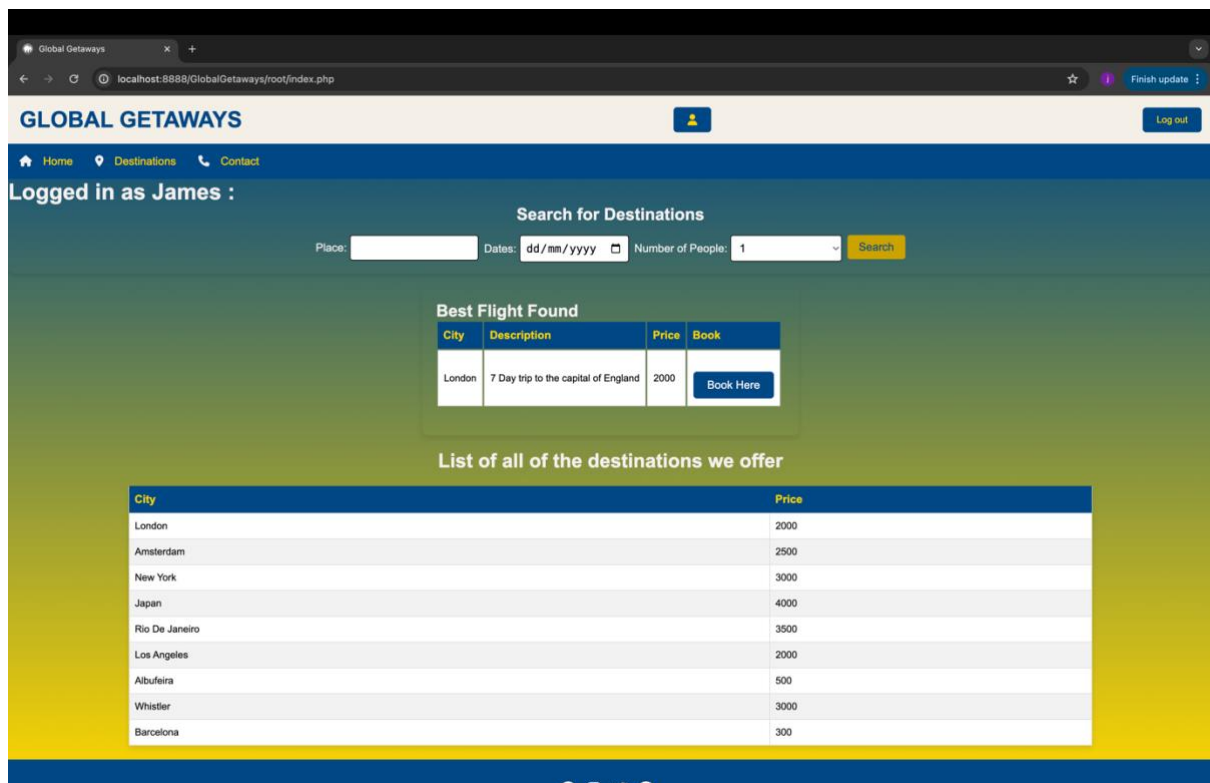 Global Getaways
localhost:8888/GlobalGetaways/root/index.php
i
Finish update
GLOBAL GETAWAYS
Log out
Home Destinations Contact
Logged in as James :
Search for Destinations
Place: Dates: dd/mm/yyyy Number of People: 1 Search
Best Flight Found
City Description Price Book
London 7 Day trip to the capital of England 2000 Book Here
List of all of the destinations we offer
City Price
London 2000
Amsterdam 2500
New York 3000
Japan 4000
Rio De Janeiro 3500
Los Angeles 2000
Albufeira 500
Whistler 3000
Barcelona 300